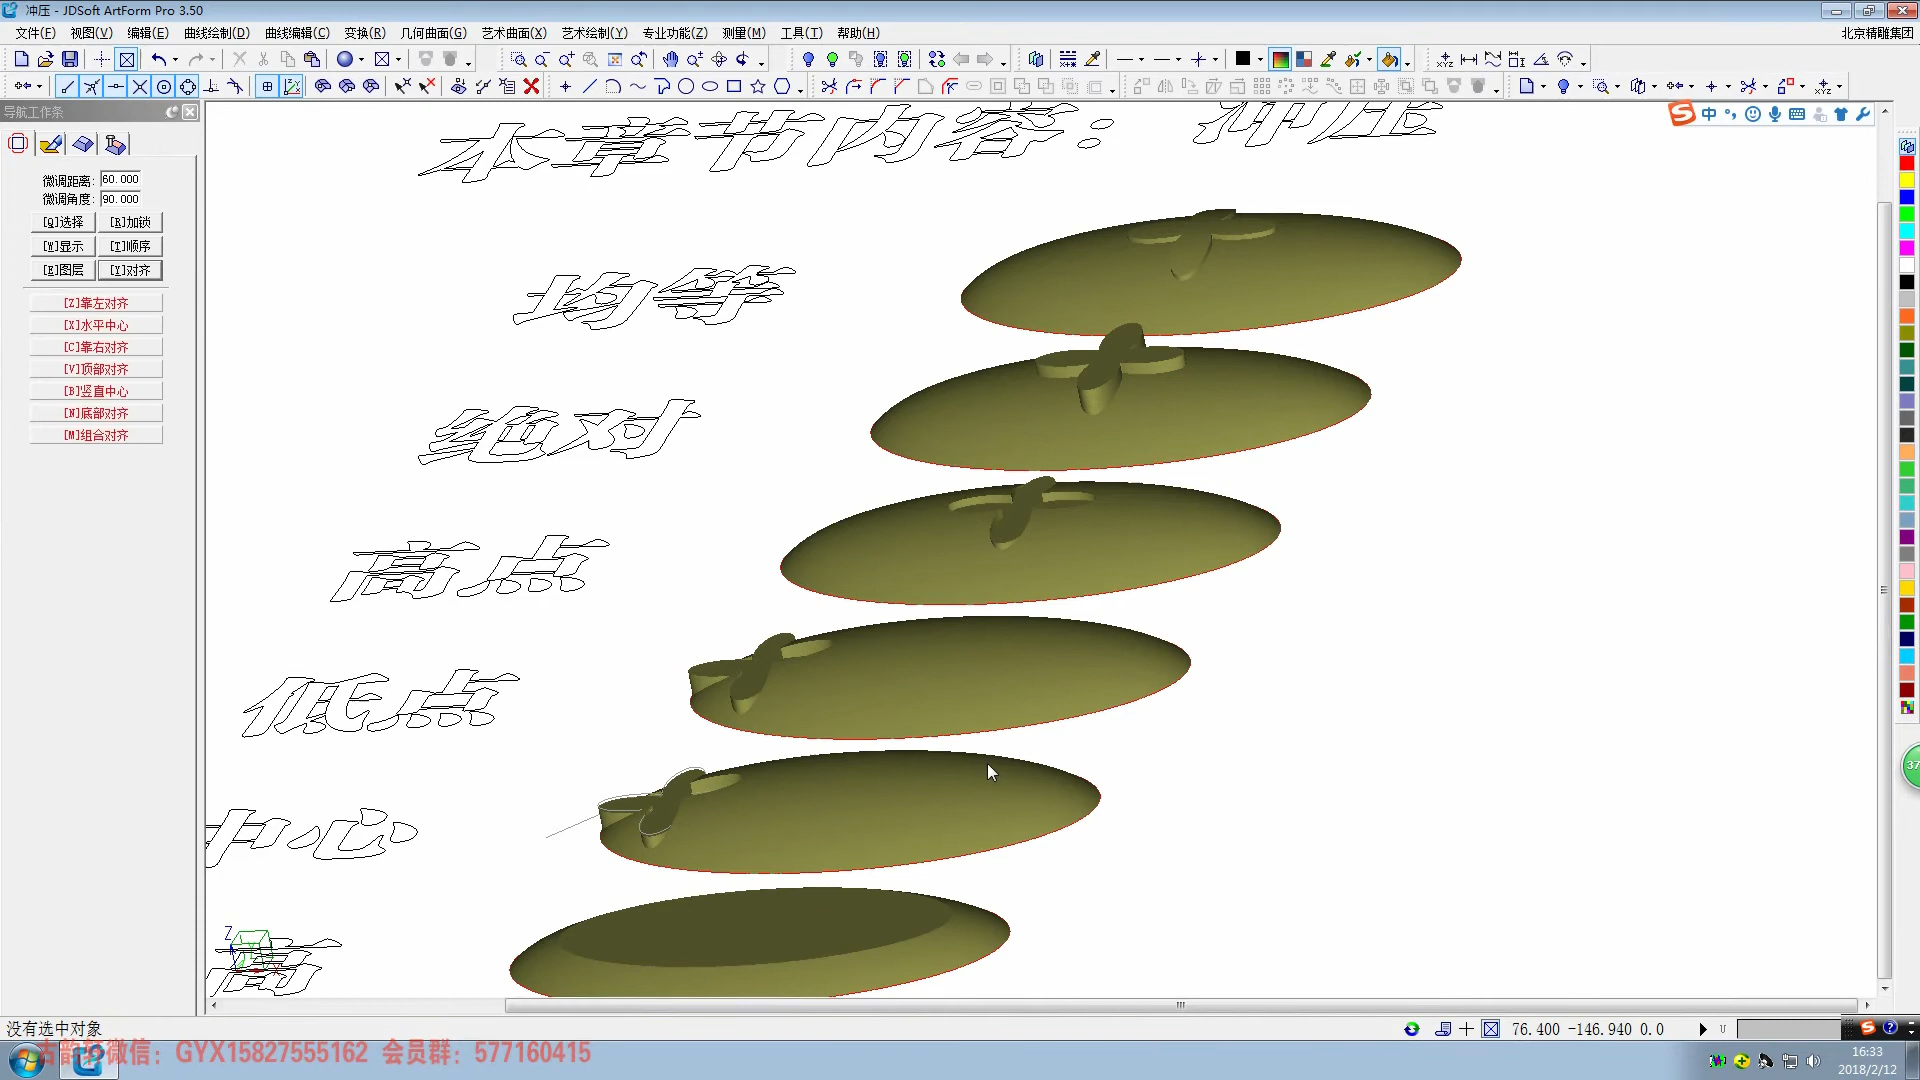 冲压 - JDSoft ArtForm Pro 3.50
文件(F) 视图(V) 编辑(E) 曲线绘制(D) 曲线编辑(C) 变换(R) 几何曲面(G) 艺术曲面(X) 艺术绘制(Y) 专业功能(Z) 测量(M) 工具(T) 帮助(H) 北京精雕集团
导航工作条
中
微调距离: 60.000
微调角度: 90.000
[Q]选择 [R]加锁
[W]显示 [T]顺序
[E]图层 [Y]对齐
[Z]靠左对齐
[X]水平中心
[C]靠右对齐
[V]顶部对齐
[B]竖直中心
[N]底部对齐
[M]组合对齐
本章节内容：冲压
均等
绝对
高点
低点
中心
高
Z
37
没有选中对象
76.400 -146.940 0.0
古韵轩微信：GYX15827555162 会员群：577160415
16:33
2018/2/12